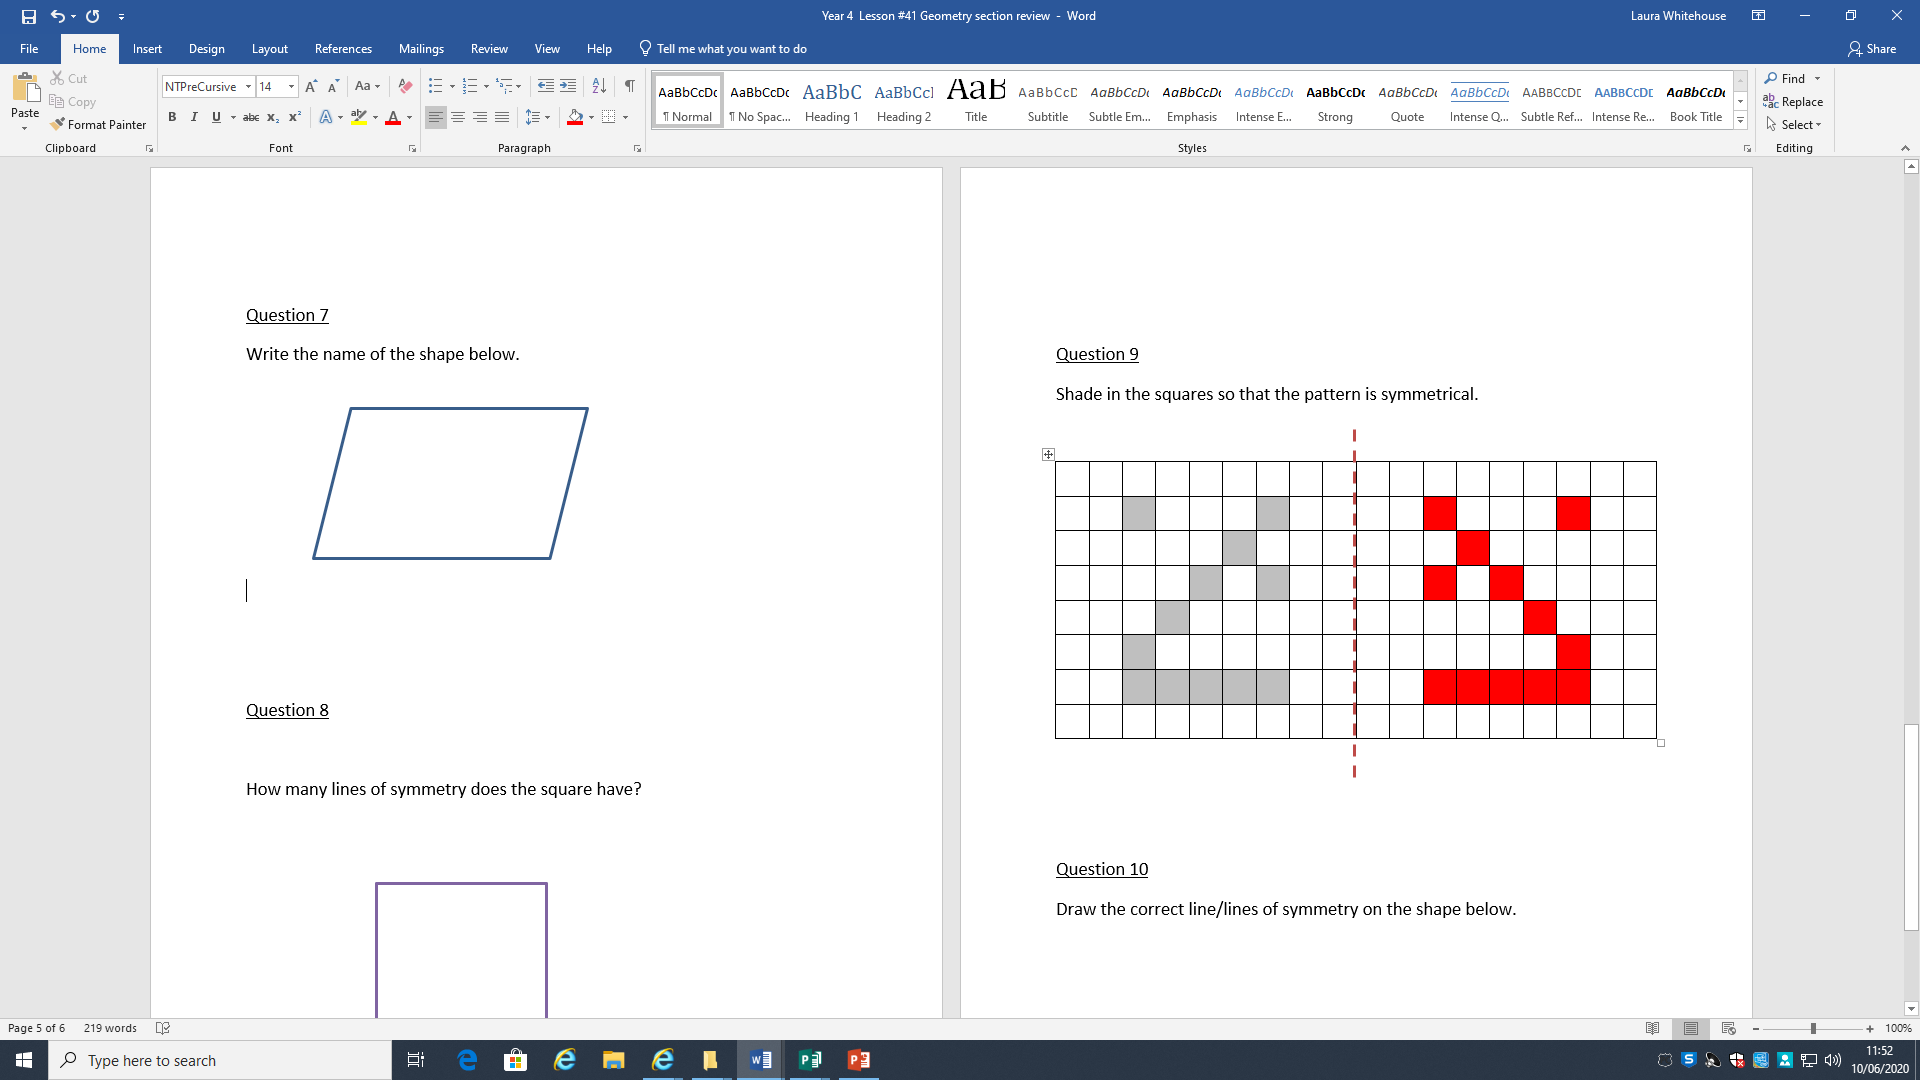 Year 4 Lesson #41 Geometry section review - Word
Laura Whitehouse
File Home Insert Design Layout References Mailings Review View Help Tell me what you want to do
Share
Paste
Cut
Copy
Format Painter
Clipboard
NTPreCursive 14
Font
Paragraph
AaBbCcDc AaBbCcDc AaBbC AaBbCcI AaB AaBbCcD AaBbCcDc AaBbCcDc AaBbCcDc AaBbCcDc AaBbCcDc AaBbCcDc AaBbCcDE AaBbCcDE AaBbCcDc
¶ Normal ¶ No Spac... Heading 1 Heading 2 Title Subtitle Subtle Em... Emphasis Intense E... Strong Quote Intense Q... Subtle Ref... Intense Re... Book Title
Styles
Find
Replace
Select
Editing
Question 7
Write the name of the shape below.
Question 8
How many lines of symmetry does the square have?
Question 9
Shade in the squares so that the pattern is symmetrical.
Question 10
Draw the correct line/lines of symmetry on the shape below.
Page 5 of 6 219 words
100%
Type here to search
11:52
10/06/2020